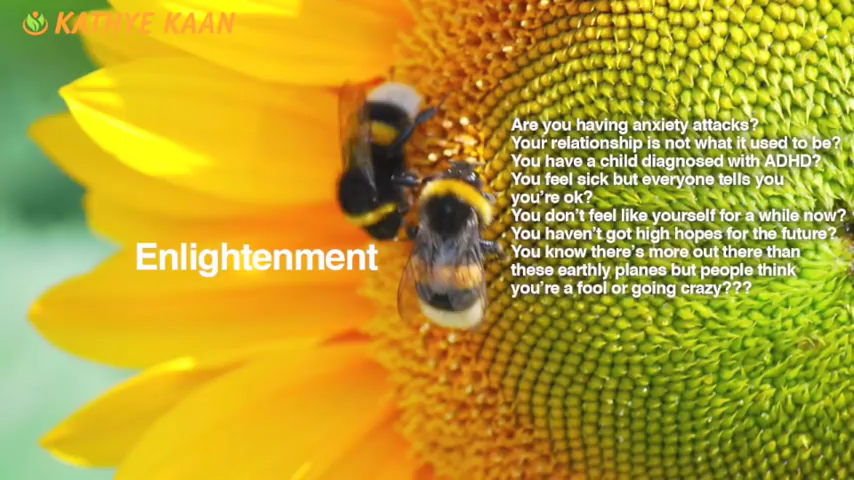 KATHYE KAAN
Enlightenment
Are you having anxiety attacks?
Your relationship is not what it used to be?
You have a child diagnosed with ADHD?
You feel sick but everyone tells you
you're ok?
You don't feel like yourself for a while now?
You haven't got high hopes for the future?
You know there's more out there than
these earthly planes but people think
you're a fool or going crazy???